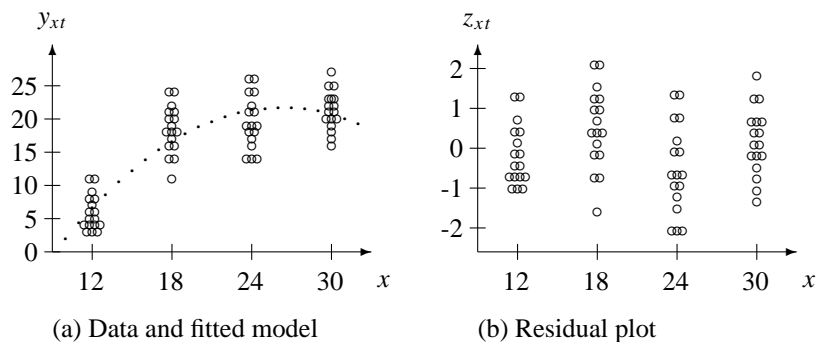 y_xt
25
20
15
10
5
0
12 18 24 30 x
(a) Data and fitted model
z_xt
2
1
0
-1
-2
12 18 24 30 x
(b) Residual plot